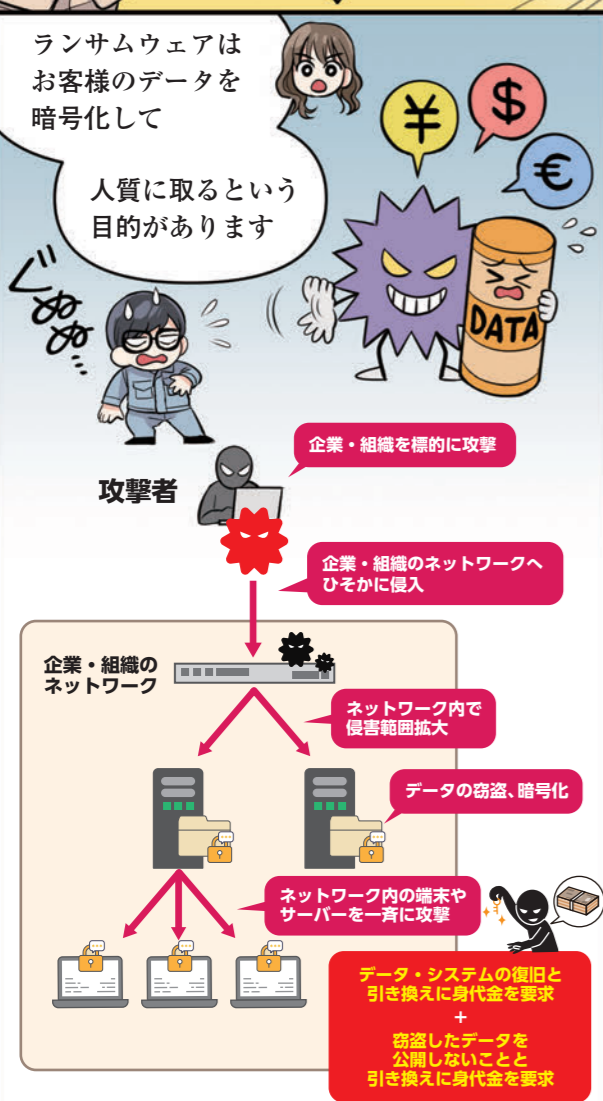 ランサムウェアは
お客様のデータを
暗号化して
人質に取るという
目的があります
¥
$
€
DATA
ぐぬぬ…
企業・組織を標的に攻撃
攻撃者
企業・組織のネットワークへ
ひそかに侵入
企業・組織の
ネットワーク
ネットワーク内で
侵害範囲拡大
データの窃盗、暗号化
ネットワーク内の端末や
サーバーを一斉に攻撃
データ・システムの復旧と
引き換えに身代金を要求
+
窃盗したデータを
公開しないことと
引き換えに身代金を要求